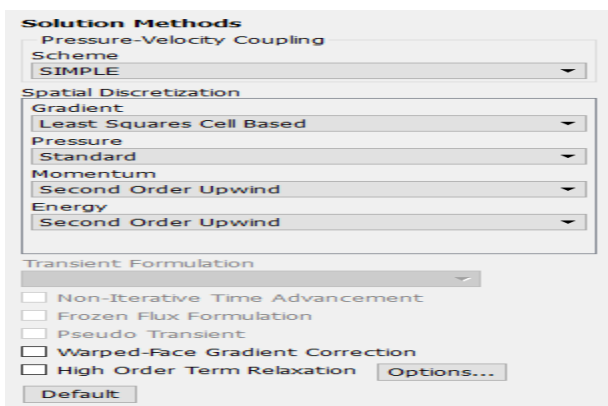 Solution Methods
Pressure-Velocity Coupling
Scheme
SIMPLE
Spatial Discretization
Gradient
Least Squares Cell Based
Pressure
Standard
Momentum
Second Order Upwind
Energy
Second Order Upwind
Transient Formulation
Non-Iterative Time Advancement
Frozen Flux Formulation
Pseudo Transient
Warped-Face Gradient Correction
High Order Term Relaxation Options...
Default